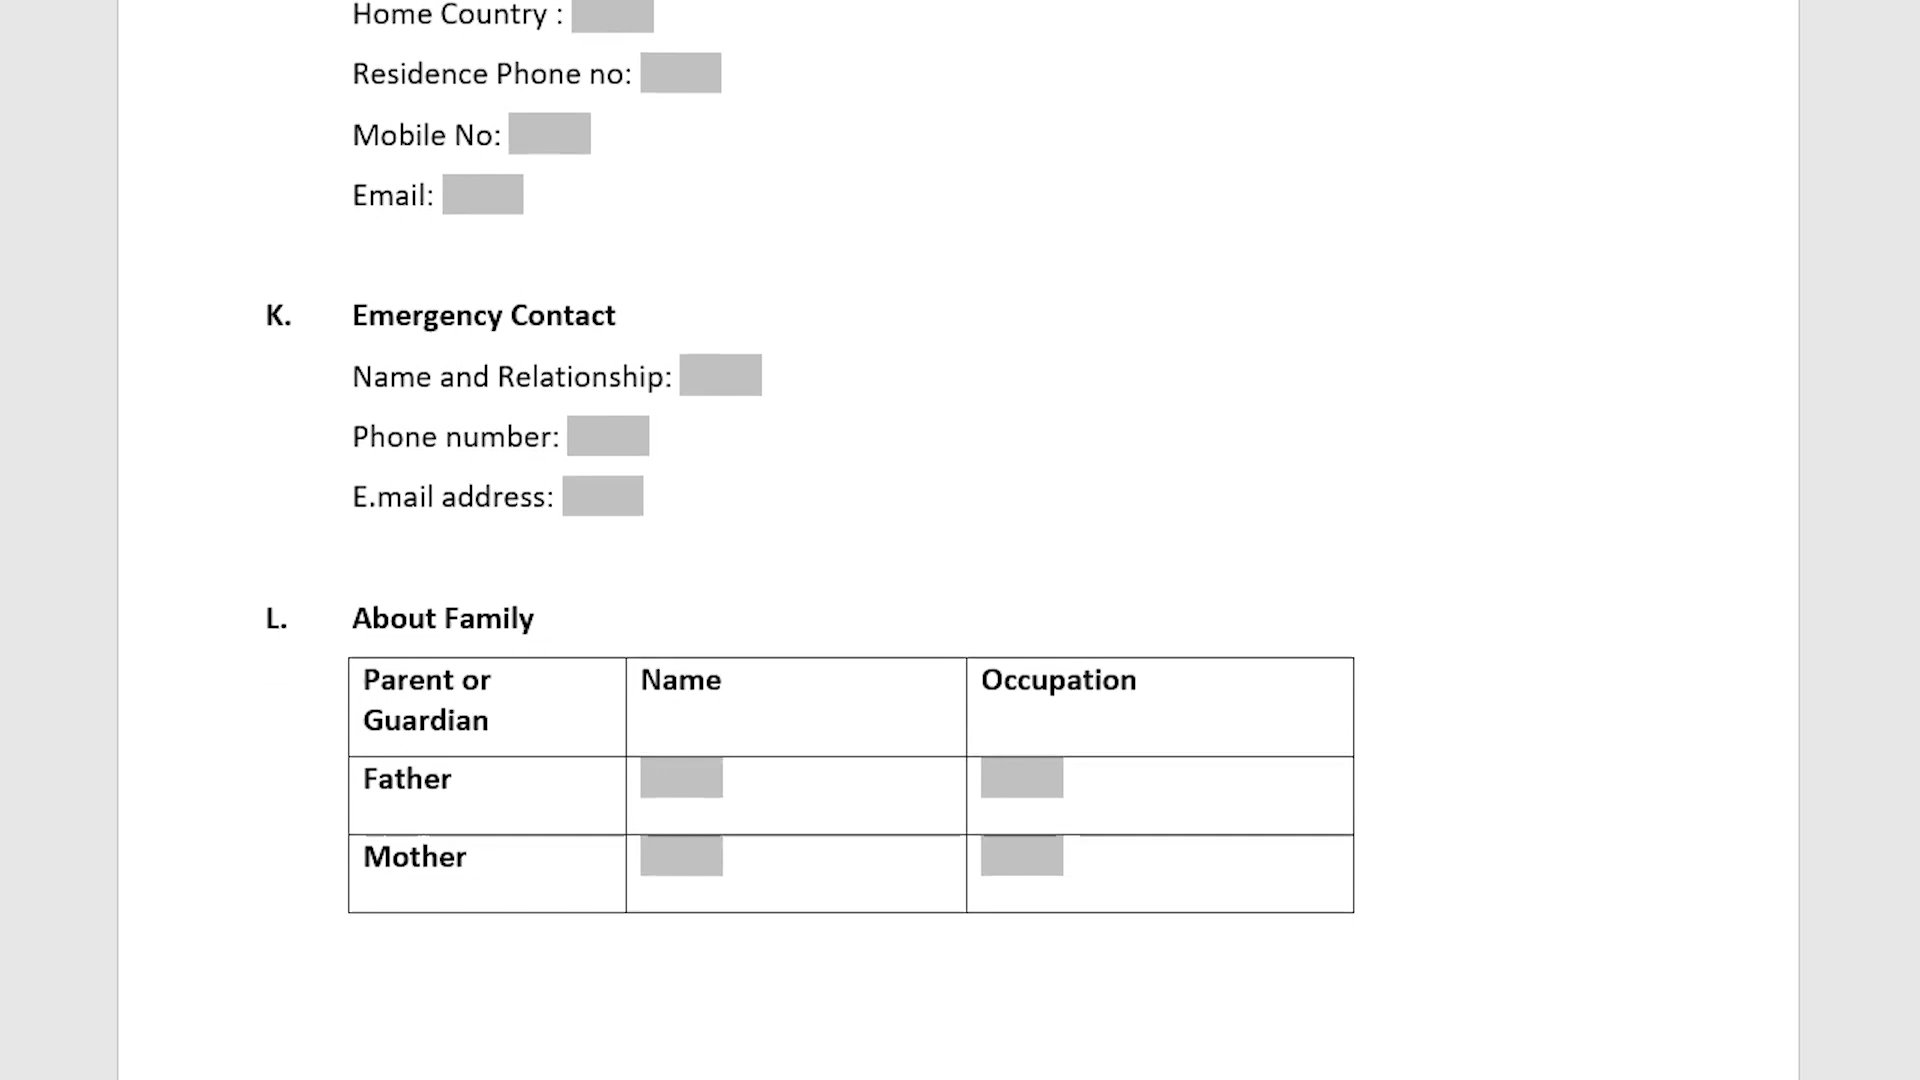 Home Country :
Residence Phone no:
Mobile No:
Email:
K. Emergency Contact
Name and Relationship:
Phone number:
E.mail address:
L. About Family
Parent or Guardian Name Occupation
Father
Mother